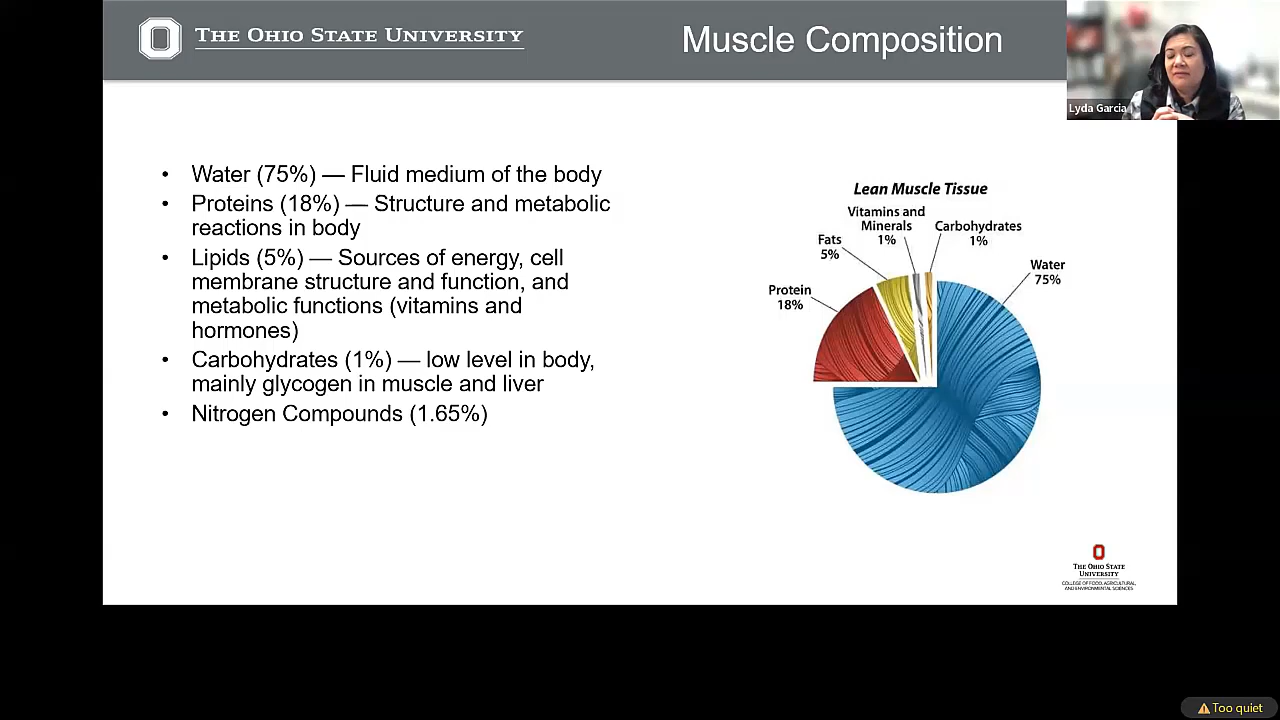 THE OHIO STATE UNIVERSITY
Muscle Composition
Lyda Garcia
• Water (75%) — Fluid medium of the body
• Proteins (18%) — Structure and metabolic
reactions in body
• Lipids (5%) — Sources of energy, cell
membrane structure and function, and
metabolic functions (vitamins and
hormones)
• Carbohydrates (1%) — low level in body,
mainly glycogen in muscle and liver
• Nitrogen Compounds (1.65%)
Lean Muscle Tissue
Vitamins and
Minerals
1%
Carbohydrates
1%
Fats
5%
Water
75%
Protein
18%
THE OHIO STATE
UNIVERSITY
COLLEGE OF FOOD, AGRICULTURAL,
AND ENVIRONMENTAL SCIENCES
Too quiet